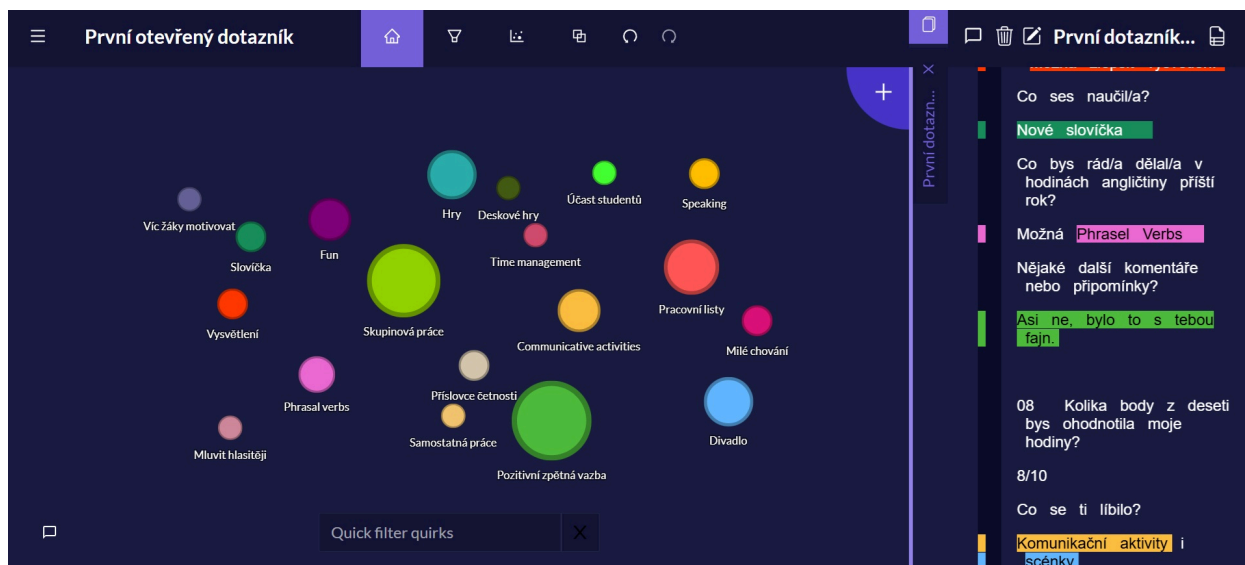 První otevřený dotazník
První dotazník...
První dotazn...
Víc žáky motivovat
Slovíčka
Fun
Hry
Deskové hry
Účast studentů
Speaking
Time management
Vysvětlení
Skupinová práce
Communicative activities
Pracovní listy
Milé chování
Phrasal verbs
Příslovce četnosti
Samostatná práce
Mluvit hlasitěji
Pozitivní zpětná vazba
Divadlo
Quick filter quirks
Co ses naučil/a?
Nové slovíčka
Co bys rád/a dělal/a v
hodinách angličtiny příští
rok?
Možná Phrasel Verbs
Nějaké další komentáře
nebo připomínky?
Asi ne, bylo to s tebou
fajn.
08 Kolika body z deseti
bys ohodnotila moje
hodiny?
8/10
Co se ti líbilo?
Komunikační aktivity i
scénky